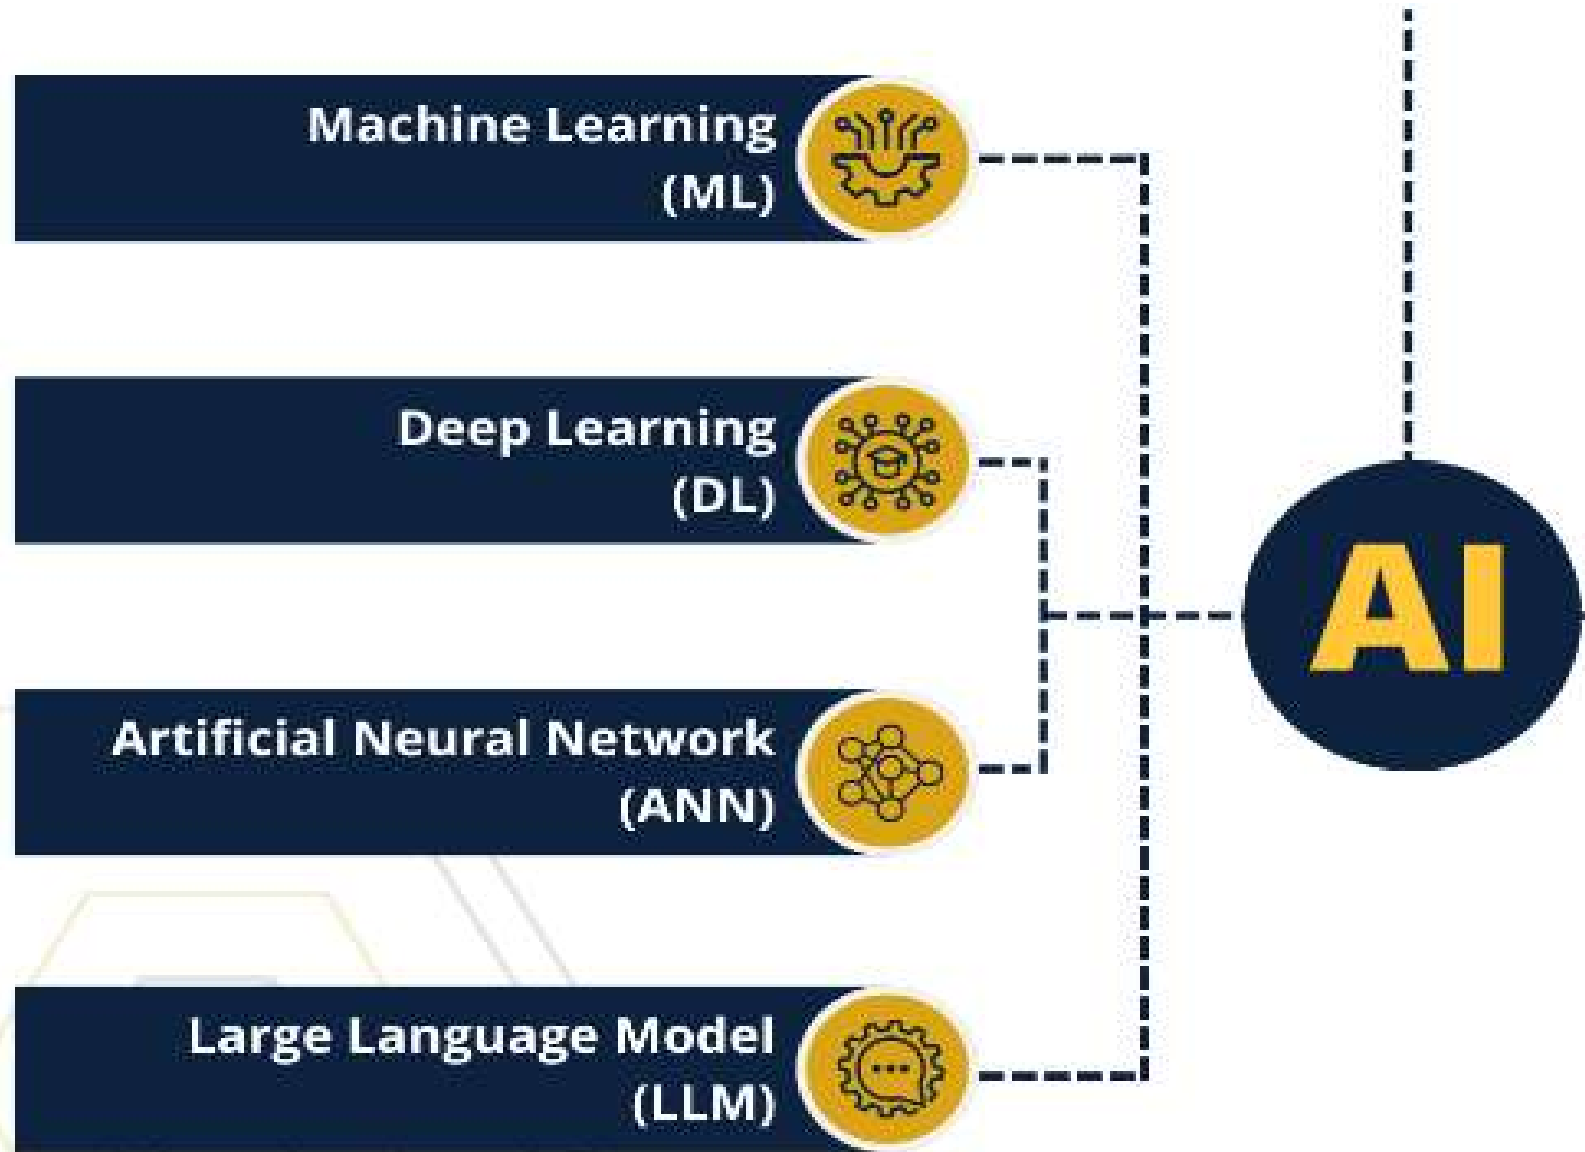 Machine Learning
(ML)
Deep Learning
(DL)
AI
Artificial Neural Network
(ANN)
Large Language Model
(LLM)